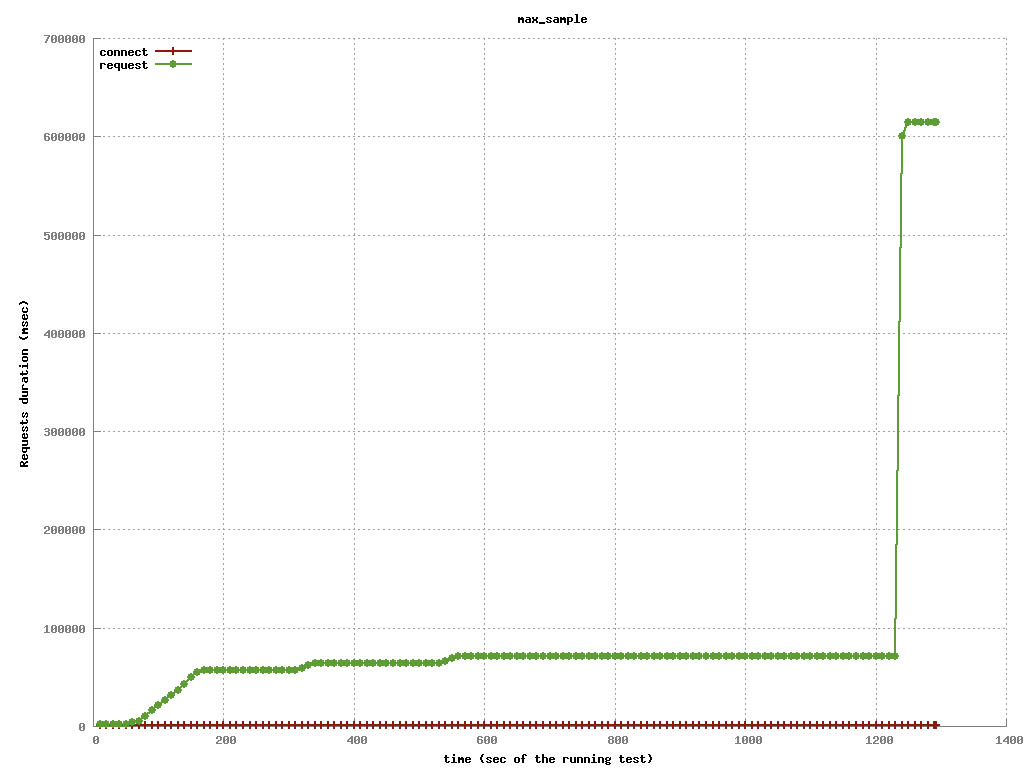 max_sample
700000
connect
request
600000
500000
400000
Requests duration (msec)
300000
200000
100000
0
0 200 400 600 800 1000 1200 1400
time (sec of the running test)